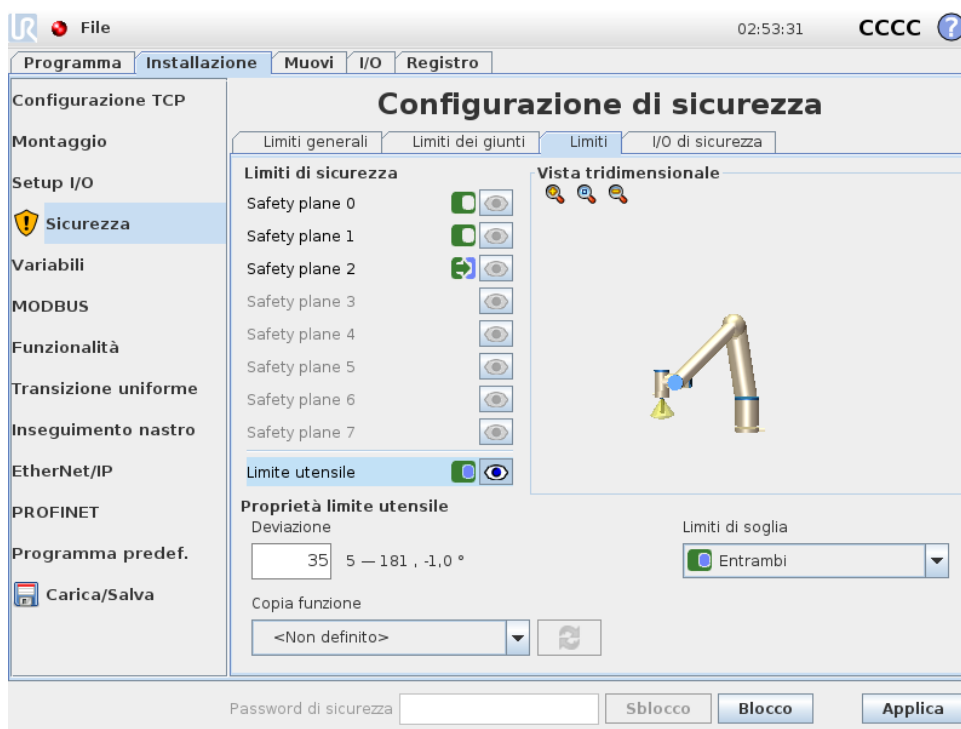 UR File 02:53:31 CCCC ?
Programma Installazione Muovi I/O Registro
Configurazione TCP
Montaggio
Setup I/O
Sicurezza
Variabili
MODBUS
Funzionalità
Transizione uniforme
Inseguimento nastro
EtherNet/IP
PROFINET
Programma predef.
Carica/Salva
Configurazione di sicurezza
Limiti generali Limiti dei giunti Limiti I/O di sicurezza
Limiti di sicurezza
Safety plane 0
Safety plane 1
Safety plane 2
Safety plane 3
Safety plane 4
Safety plane 5
Safety plane 6
Safety plane 7
Limite utensile
Vista tridimensionale
Proprietà limite utensile
Deviazione
35 5 — 181 , -1,0 °
Limiti di soglia
Entrambi
Copia funzione
<Non definito>
Password di sicurezza Sblocco Blocco Applica